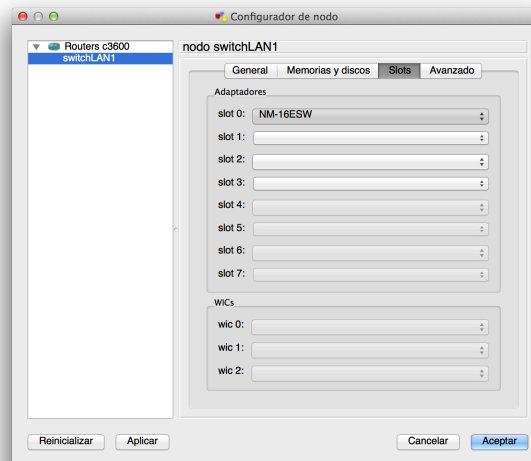 Configurador de nodo
Routers c3600
switchLAN1
nodo switchLAN1
General Memorias y discos Slots Avanzado
Adaptadores
slot 0: NM-16ESW
slot 1:
slot 2:
slot 3:
slot 4:
slot 5:
slot 6:
slot 7:
WICs
wic 0:
wic 1:
wic 2:
Reinicializar Aplicar Cancelar Aceptar